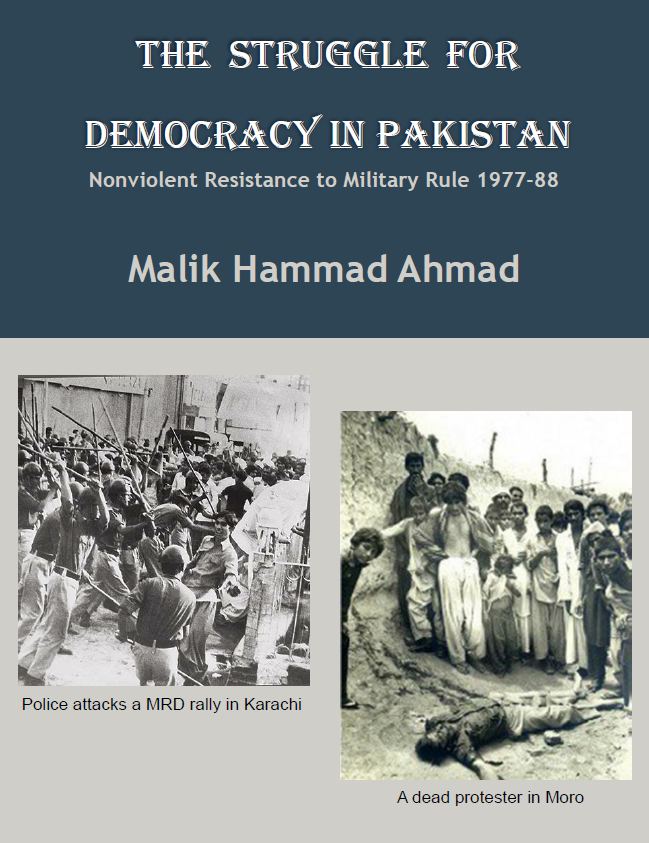 THE STRUGGLE FOR
DEMOCRACY IN PAKISTAN
Nonviolent Resistance to Military Rule 1977-88
Malik Hammad Ahmad
Police attacks a MRD rally in Karachi
A dead protester in Moro